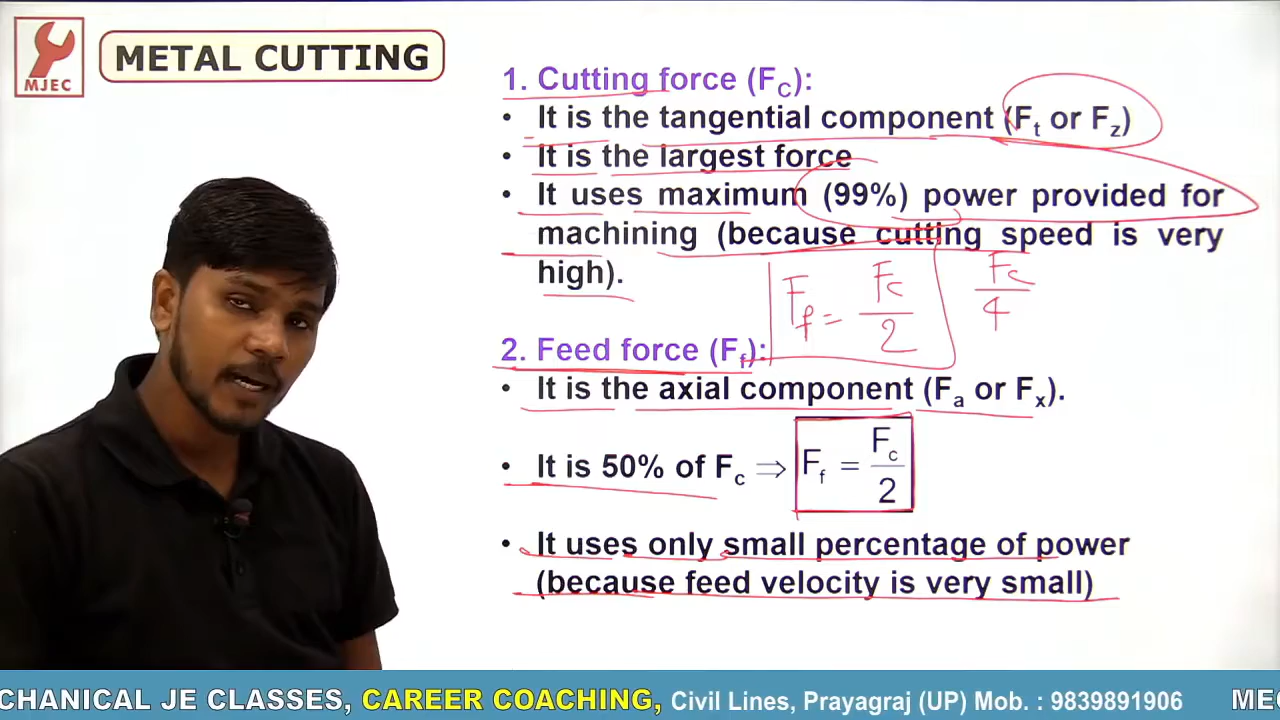 MJEC
METAL CUTTING
1. Cutting force (Fc):
• It is the tangential component (Ft or Fz)
• It is the largest force
• It uses maximum (99%) power provided for
machining (because cutting speed is very
high).
Ff = Fc/2
Fc/4
2. Feed force (Ff):
• It is the axial component (Fa or Fx).
• It is 50% of Fc ⇒ Ff = Fc/2
• It uses only small percentage of power
(because feed velocity is very small)
CHANICAL JE CLASSES, CAREER COACHING, Civil Lines, Prayagraj (UP) Mob. : 9839891906 ME